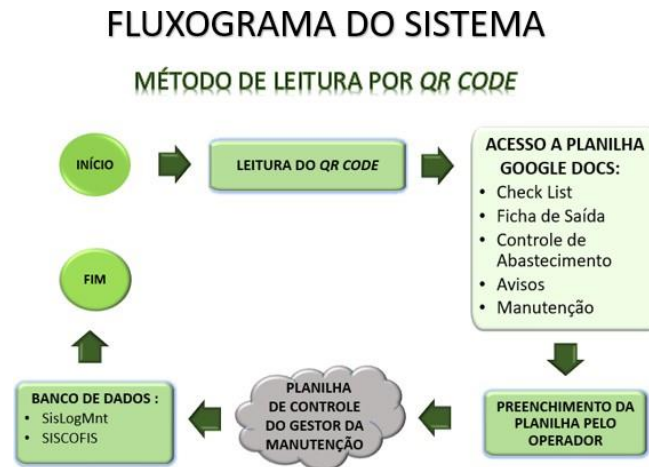 FLUXOGRAMA DO SISTEMA
MÉTODO DE LEITURA POR QR CODE
INÍCIO
LEITURA DO QR CODE
ACESSO A PLANILHA
GOOGLE DOCS:
• Check List
• Ficha de Saída
• Controle de
Abastecimento
• Avisos
• Manutenção
PREENCHIMENTO DA
PLANILHA PELO
OPERADOR
PLANILHA
DE CONTROLE
DO GESTOR DA
MANUTENÇÃO
BANCO DE DADOS :
• SisLogMnt
• SISCOFIS
FIM